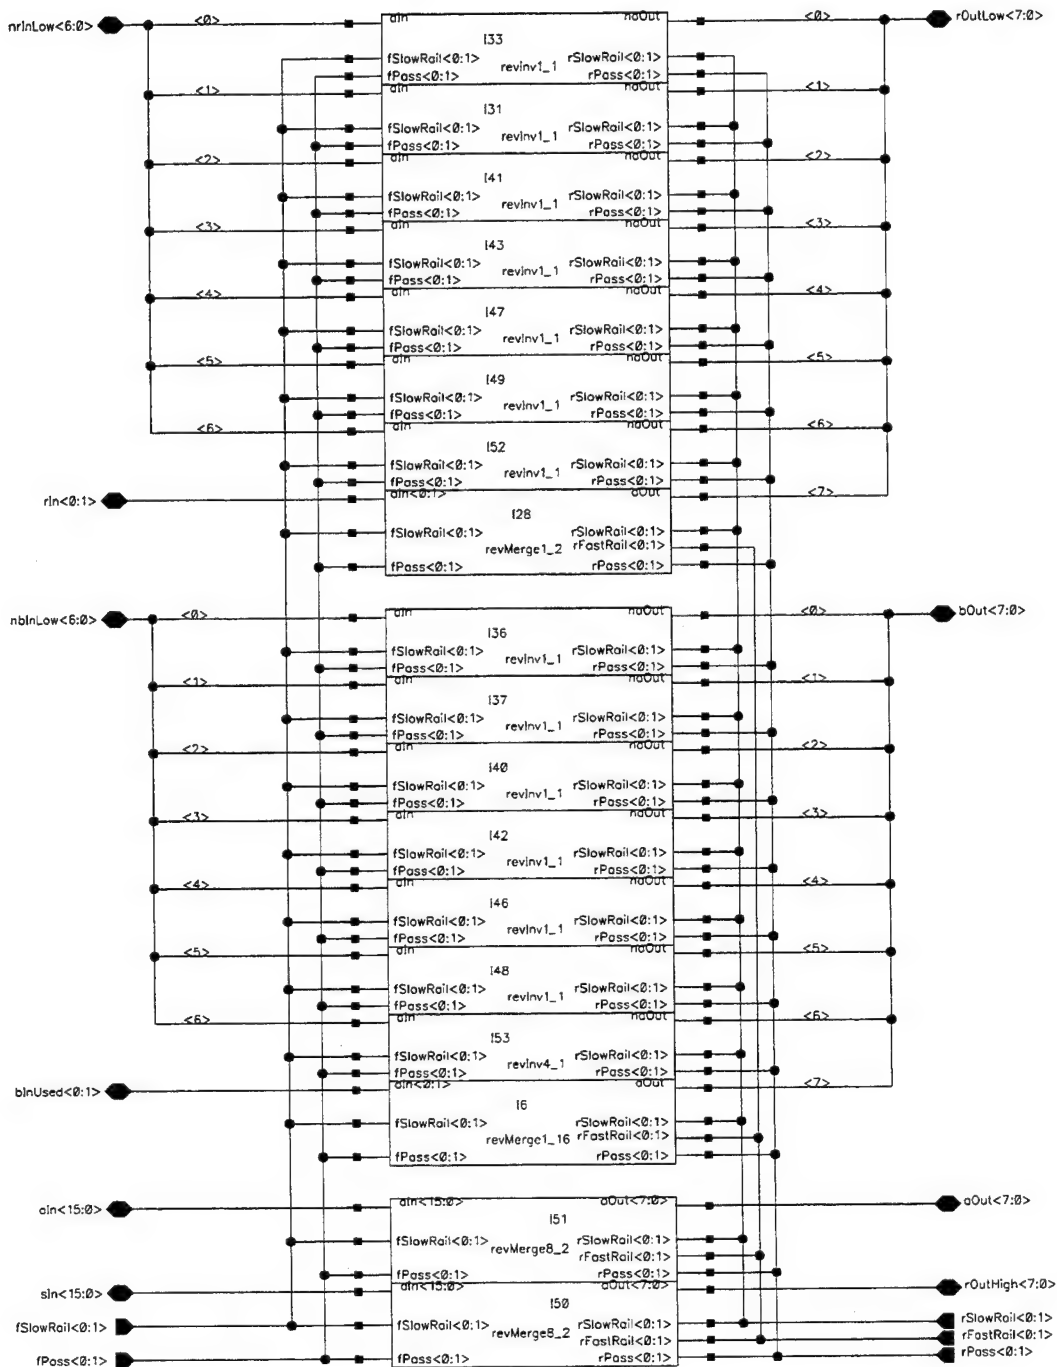 nrInLow<6:0> <0> aIn naOut <0> rOutLow<7:0>
I33
fSlowRail<0:1> revInv1_1 rSlowRail<0:1>
fPass<0:1> rPass<0:1>
<1> aIn naOut <1>
I31
fSlowRail<0:1> revInv1_1 rSlowRail<0:1>
fPass<0:1> rPass<0:1>
<2> aIn naOut <2>
I41
fSlowRail<0:1> revInv1_1 rSlowRail<0:1>
fPass<0:1> rPass<0:1>
<3> aIn naOut <3>
I43
fSlowRail<0:1> revInv1_1 rSlowRail<0:1>
fPass<0:1> rPass<0:1>
<4> aIn naOut <4>
I47
fSlowRail<0:1> revInv1_1 rSlowRail<0:1>
fPass<0:1> rPass<0:1>
<5> aIn naOut <5>
I49
fSlowRail<0:1> revInv1_1 rSlowRail<0:1>
fPass<0:1> rPass<0:1>
<6> aIn naOut <6>
I52
fSlowRail<0:1> revInv1_1 rSlowRail<0:1>
fPass<0:1> rPass<0:1>
rIn<0:1> aIn<0:1> aOut <7>
I28
fSlowRail<0:1> rSlowRail<0:1>
revMerge1_2 rFastRail<0:1>
fPass<0:1> rPass<0:1>
nbInLow<6:0> <0> aIn naOut <0> bOut<7:0>
I36
fSlowRail<0:1> revInv1_1 rSlowRail<0:1>
fPass<0:1> rPass<0:1>
<1> aIn naOut <1>
I37
fSlowRail<0:1> revInv1_1 rSlowRail<0:1>
fPass<0:1> rPass<0:1>
<2> aIn naOut <2>
I40
fSlowRail<0:1> revInv1_1 rSlowRail<0:1>
fPass<0:1> rPass<0:1>
<3> aIn naOut <3>
I42
fSlowRail<0:1> revInv1_1 rSlowRail<0:1>
fPass<0:1> rPass<0:1>
<4> aIn naOut <4>
I46
fSlowRail<0:1> revInv1_1 rSlowRail<0:1>
fPass<0:1> rPass<0:1>
<5> aIn naOut <5>
I48
fSlowRail<0:1> revInv1_1 rSlowRail<0:1>
fPass<0:1> rPass<0:1>
<6> aIn naOut <6>
I53
fSlowRail<0:1> revInv4_1 rSlowRail<0:1>
fPass<0:1> rPass<0:1>
bInUsed<0:1> aIn<0:1> aOut <7>
I6
fSlowRail<0:1> rSlowRail<0:1>
revMerge1_16 rFastRail<0:1>
fPass<0:1> rPass<0:1>
aIn<15:0> aIn<15:0> aOut<7:0> aOut<7:0>
I51
fSlowRail<0:1> revMerge8_2 rSlowRail<0:1>
rFastRail<0:1>
fPass<0:1> rPass<0:1>
sIn<15:0> aIn<15:0> aOut<7:0> rOutHigh<7:0>
I50
fSlowRail<0:1> fSlowRail<0:1> revMerge8_2 rSlowRail<0:1> rSlowRail<0:1>
rFastRail<0:1> rFastRail<0:1>
fPass<0:1> fPass<0:1> rPass<0:1> rPass<0:1>